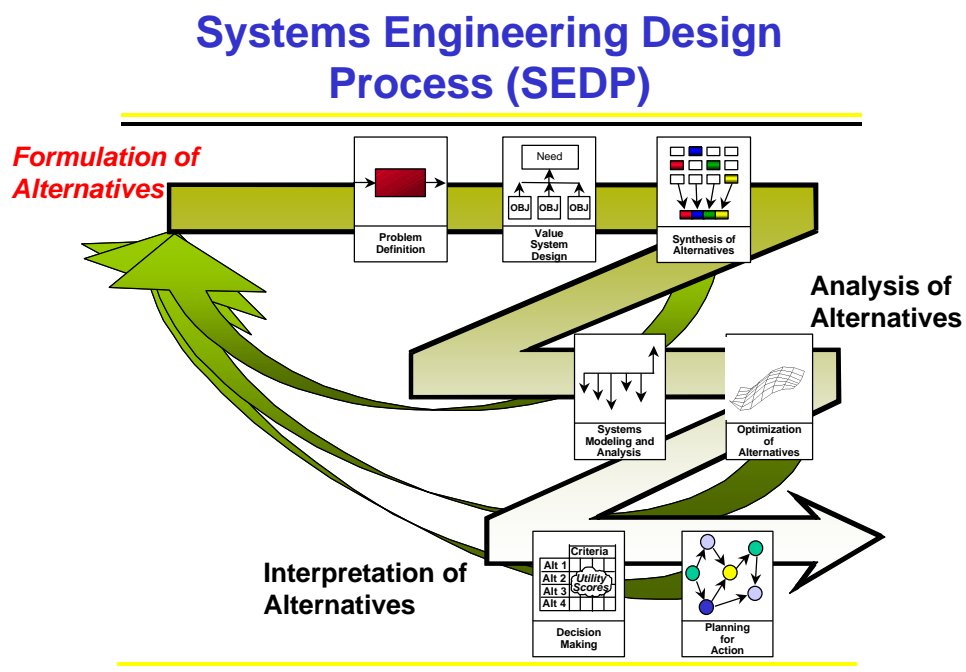 Systems Engineering Design
Process (SEDP)
Formulation of
Alternatives
Need
OBJ OBJ OBJ
Problem
Definition
Value
System
Design
Synthesis of
Alternatives
Analysis of
Alternatives
Systems
Modeling and
Analysis
Optimization
of
Alternatives
Interpretation of
Alternatives
Criteria
Alt 1
Alt 2
Alt 3
Alt 4
Utility
Scores
Decision
Making
Planning
for
Action